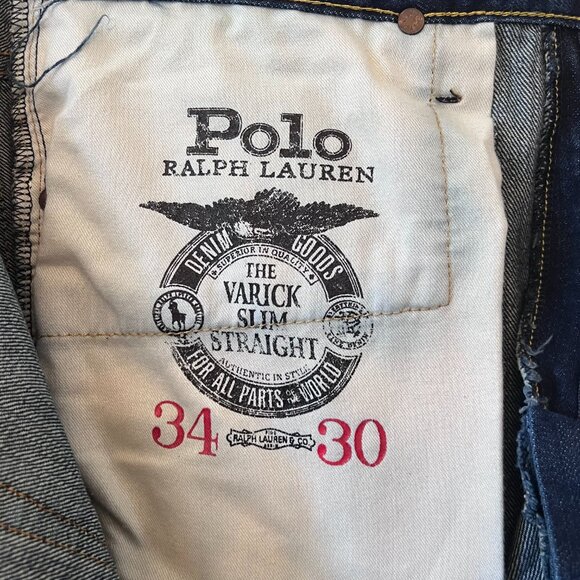 Polo
RALPH LAUREN
DENIM GOODS
SUPERIOR IN QUALITY
THE
VARICK
SLIM
STRAIGHT
AUTHENTIC IN STYLE
FOR ALL PARTS OF THE WORLD
34 30
RALPH LAUREN & CO.